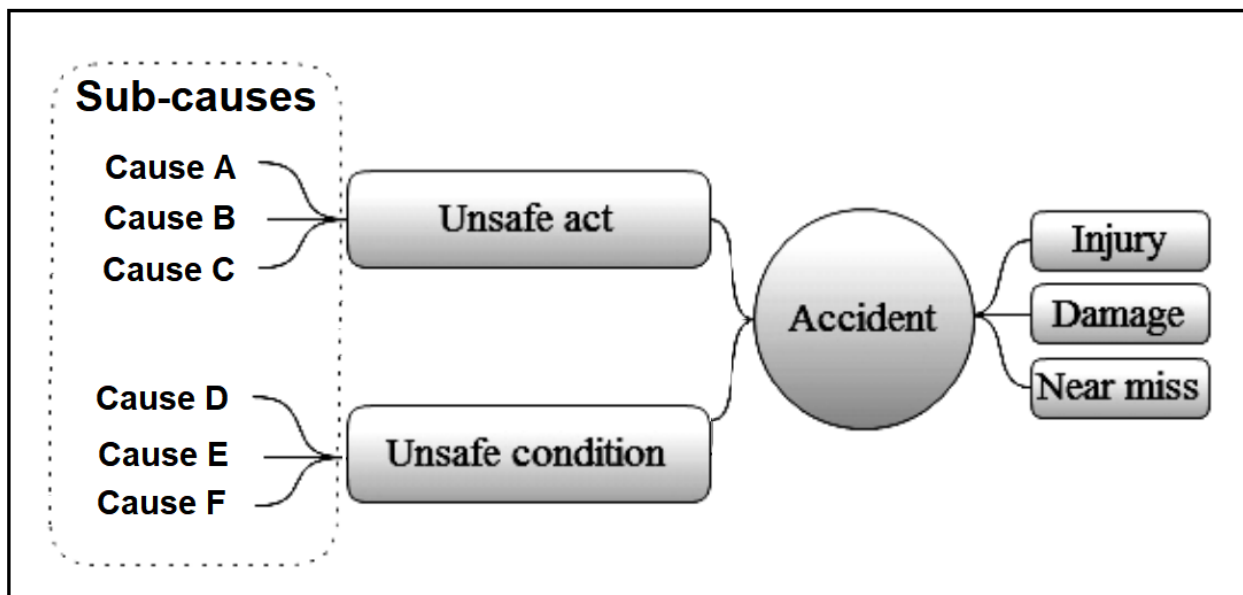 Sub-causes
Cause A
Cause B
Cause C
Unsafe act
Cause D
Cause E
Cause F
Unsafe condition
Accident
Injury
Damage
Near miss